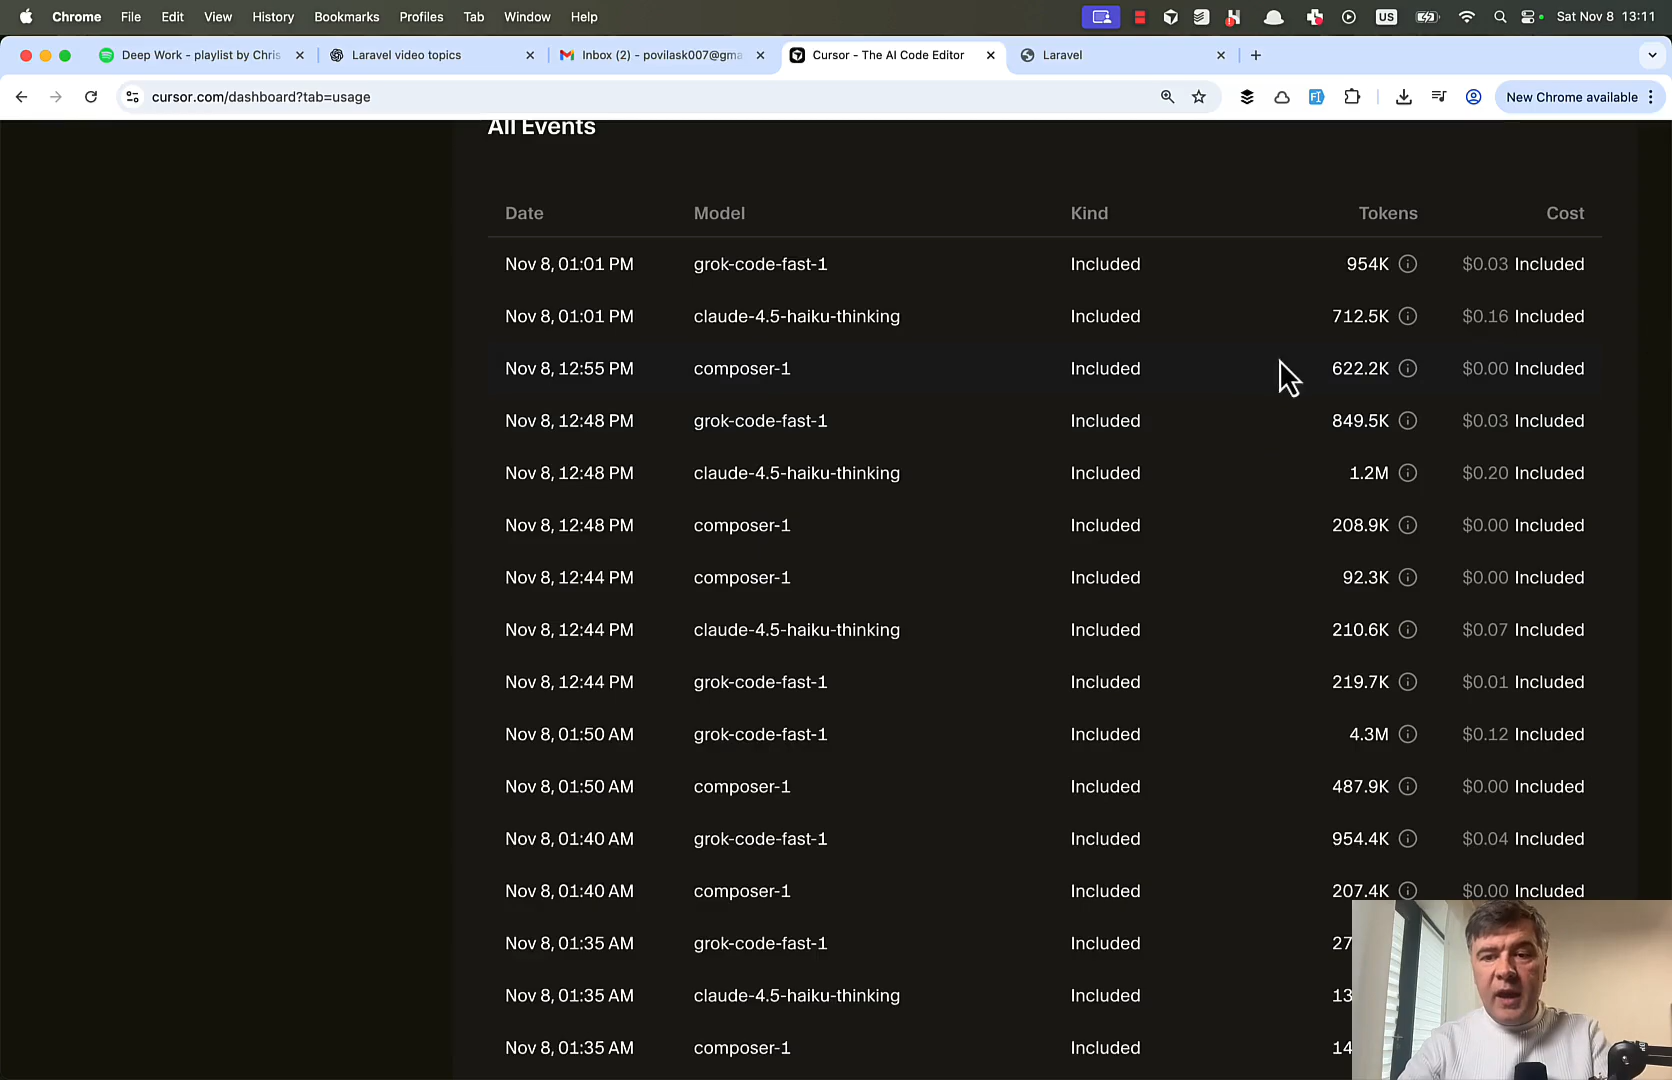 Chrome File Edit View History Bookmarks Profiles Tab Window Help US Sat Nov 8 13:11
Deep Work - playlist by Chris Laravel video topics Inbox (2) - povilask007@gma Cursor - The AI Code Editor Laravel
cursor.com/dashboard?tab=usage New Chrome available
All Events
Date Model Kind Tokens Cost
Nov 8, 01:01 PM grok-code-fast-1 Included 954K $0.03 Included
Nov 8, 01:01 PM claude-4.5-haiku-thinking Included 712.5K $0.16 Included
Nov 8, 12:55 PM composer-1 Included 622.2K $0.00 Included
Nov 8, 12:48 PM grok-code-fast-1 Included 849.5K $0.03 Included
Nov 8, 12:48 PM claude-4.5-haiku-thinking Included 1.2M $0.20 Included
Nov 8, 12:48 PM composer-1 Included 208.9K $0.00 Included
Nov 8, 12:44 PM composer-1 Included 92.3K $0.00 Included
Nov 8, 12:44 PM claude-4.5-haiku-thinking Included 210.6K $0.07 Included
Nov 8, 12:44 PM grok-code-fast-1 Included 219.7K $0.01 Included
Nov 8, 01:50 AM grok-code-fast-1 Included 4.3M $0.12 Included
Nov 8, 01:50 AM composer-1 Included 487.9K $0.00 Included
Nov 8, 01:40 AM grok-code-fast-1 Included 954.4K $0.04 Included
Nov 8, 01:40 AM composer-1 Included 207.4K $0.00 Included
Nov 8, 01:35 AM grok-code-fast-1 Included 27
Nov 8, 01:35 AM claude-4.5-haiku-thinking Included 13
Nov 8, 01:35 AM composer-1 Included 14